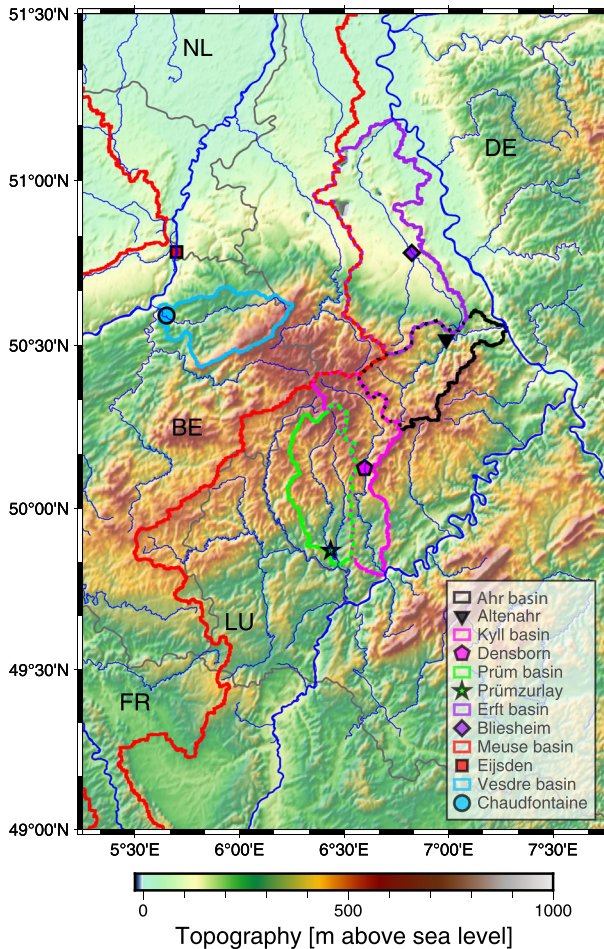 51°30'N
NL
DE
51°00'N
50°30'N
BE
50°00'N
LU
49°30'N
FR
49°00'N
Ahr basin
Altenahr
Kyll basin
Densborn
Prüm basin
Prümzurlay
Erft basin
Bliesheim
Meuse basin
Eijsden
Vesdre basin
Chaudfontaine
5°30'E 6°00'E 6°30'E 7°00'E 7°30'E
0 500 1000
Topography [m above sea level]